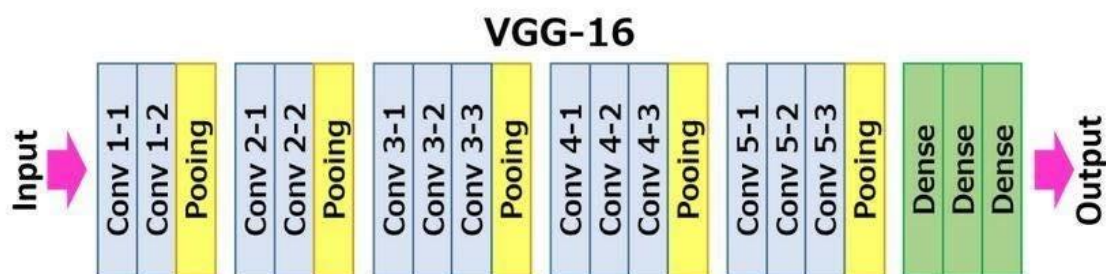 VGG-16
Input
Conv 1-1
Conv 1-2
Pooing
Conv 2-1
Conv 2-2
Pooing
Conv 3-1
Conv 3-2
Conv 3-3
Pooing
Conv 4-1
Conv 4-2
Conv 4-3
Pooing
Conv 5-1
Conv 5-2
Conv 5-3
Pooing
Dense
Dense
Dense
Output